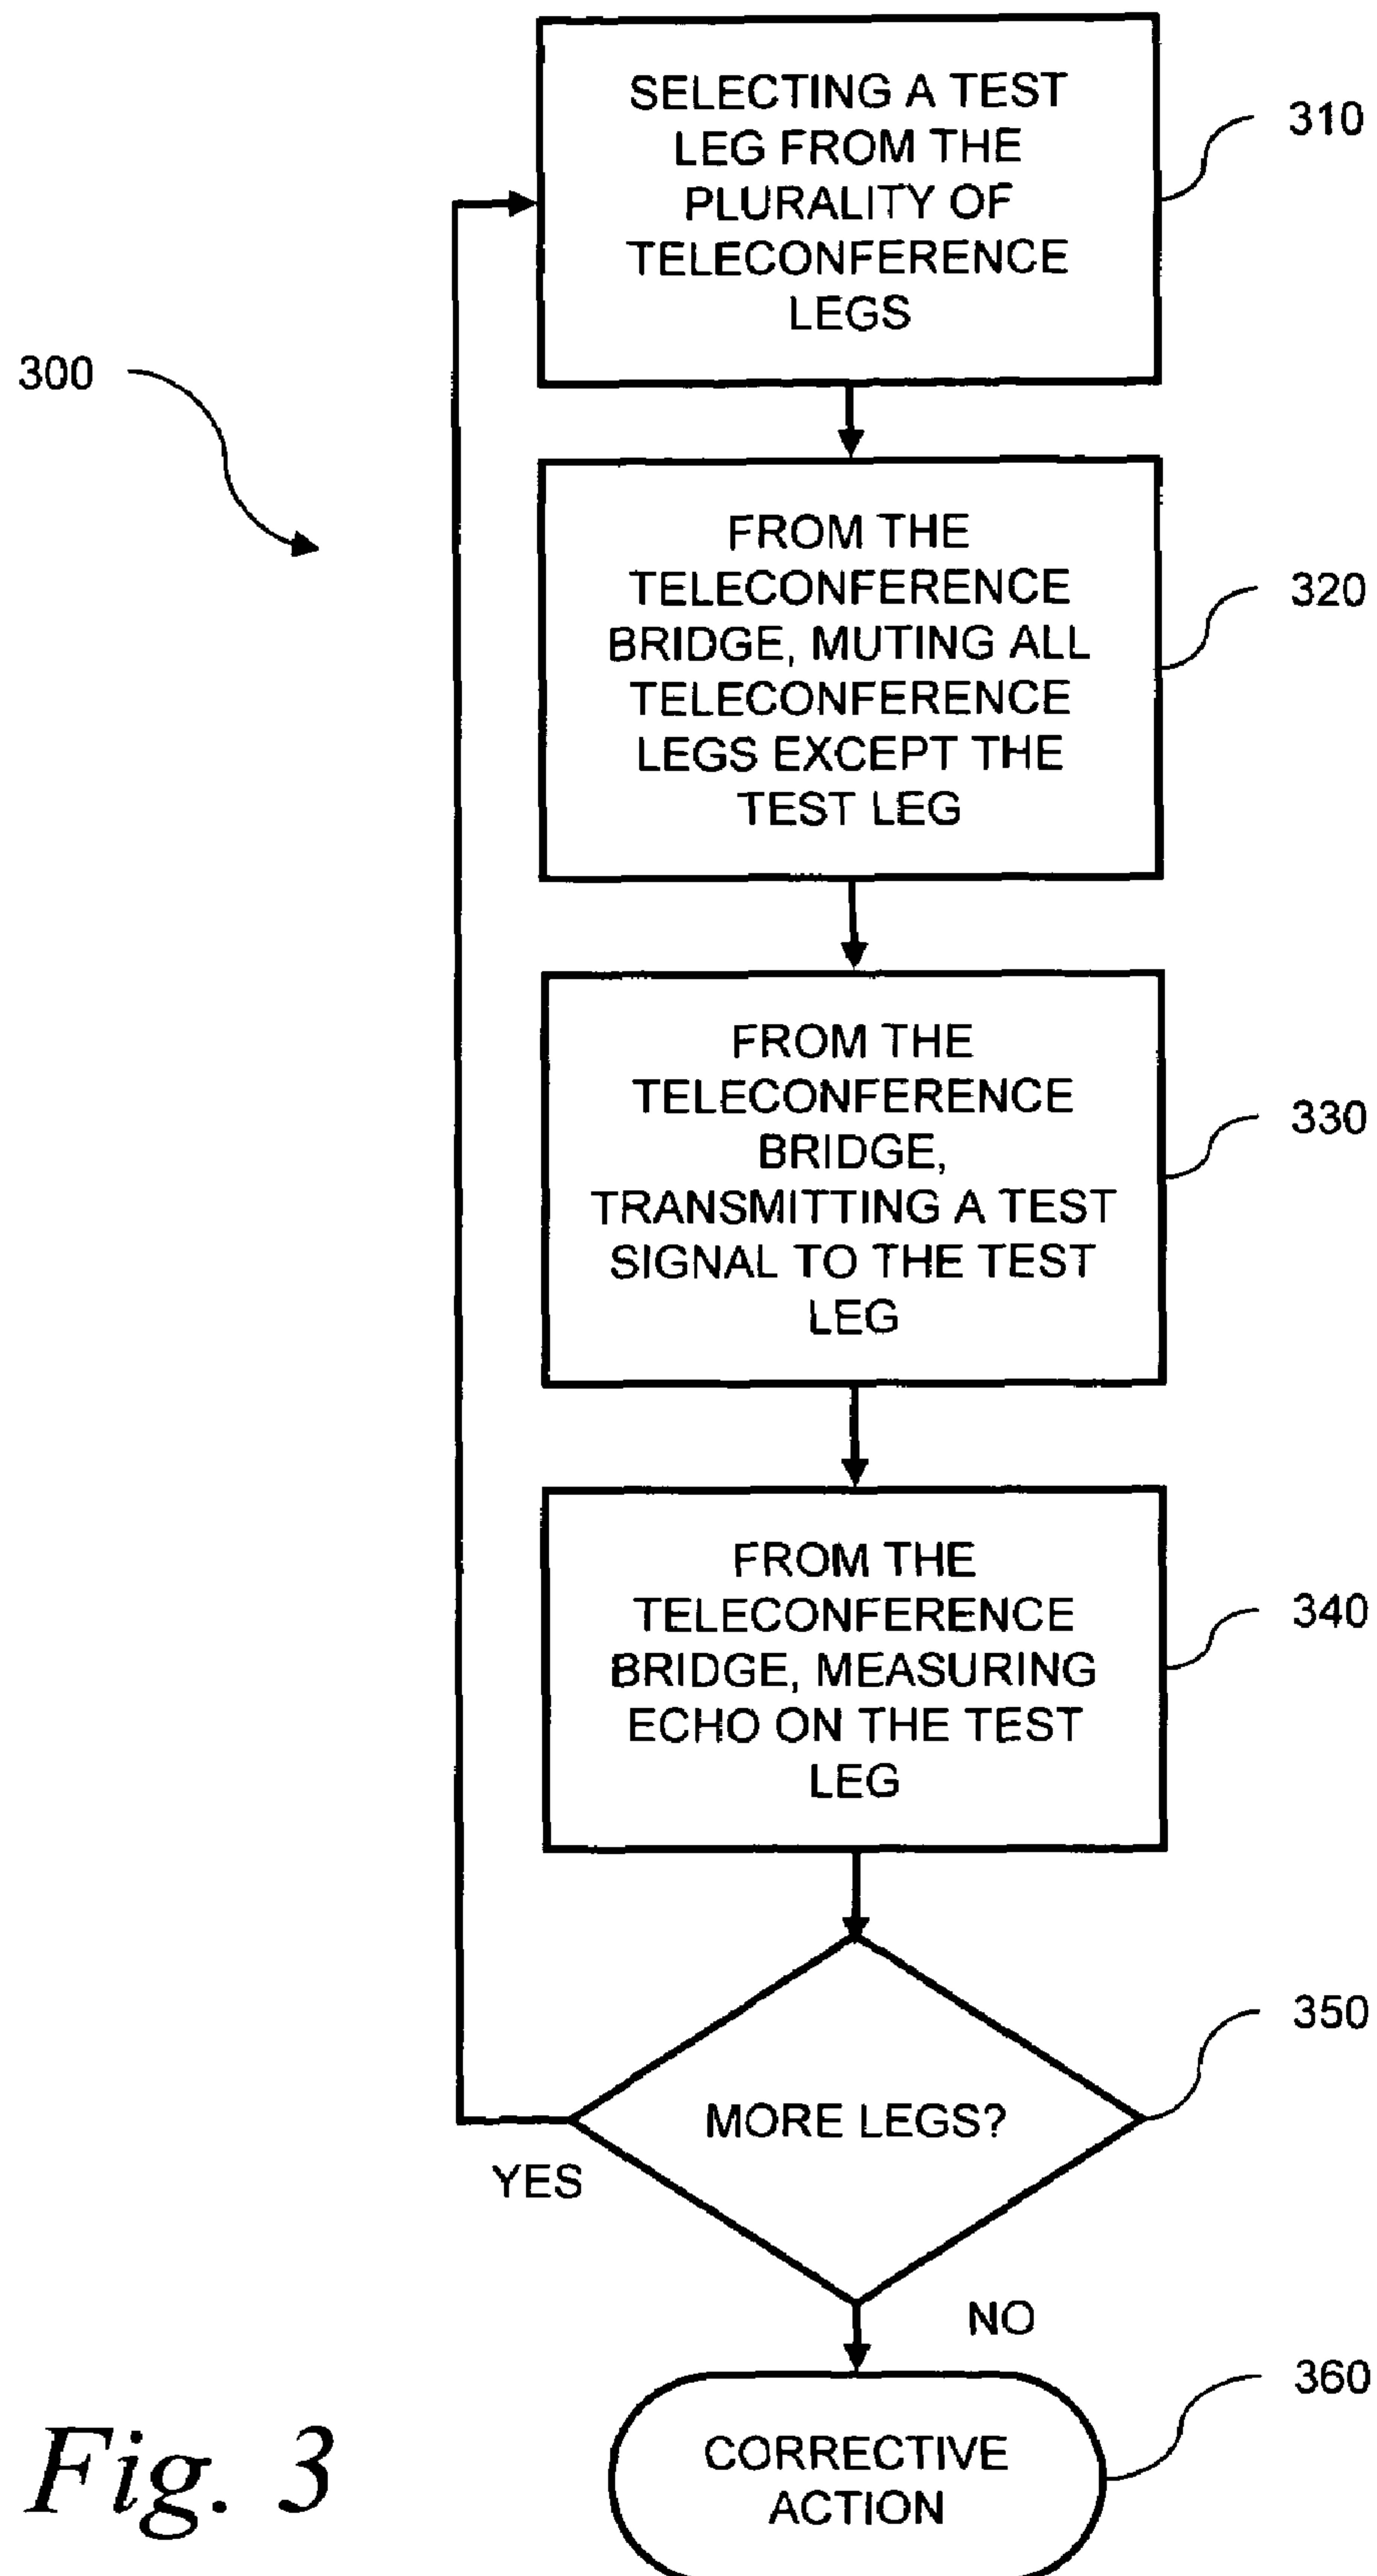 SELECTING A TEST
LEG FROM THE
PLURALITY OF
TELECONFERENCE
LEGS
310
300
FROM THE
TELECONFERENCE
BRIDGE, MUTING ALL
TELECONFERENCE
LEGS EXCEPT THE
TEST LEG
320
FROM THE
TELECONFERENCE
BRIDGE,
TRANSMITTING A TEST
SIGNAL TO THE TEST
LEG
330
FROM THE
TELECONFERENCE
BRIDGE, MEASURING
ECHO ON THE TEST
LEG
340
MORE LEGS?
350
YES
NO
CORRECTIVE
ACTION
360
Fig. 3